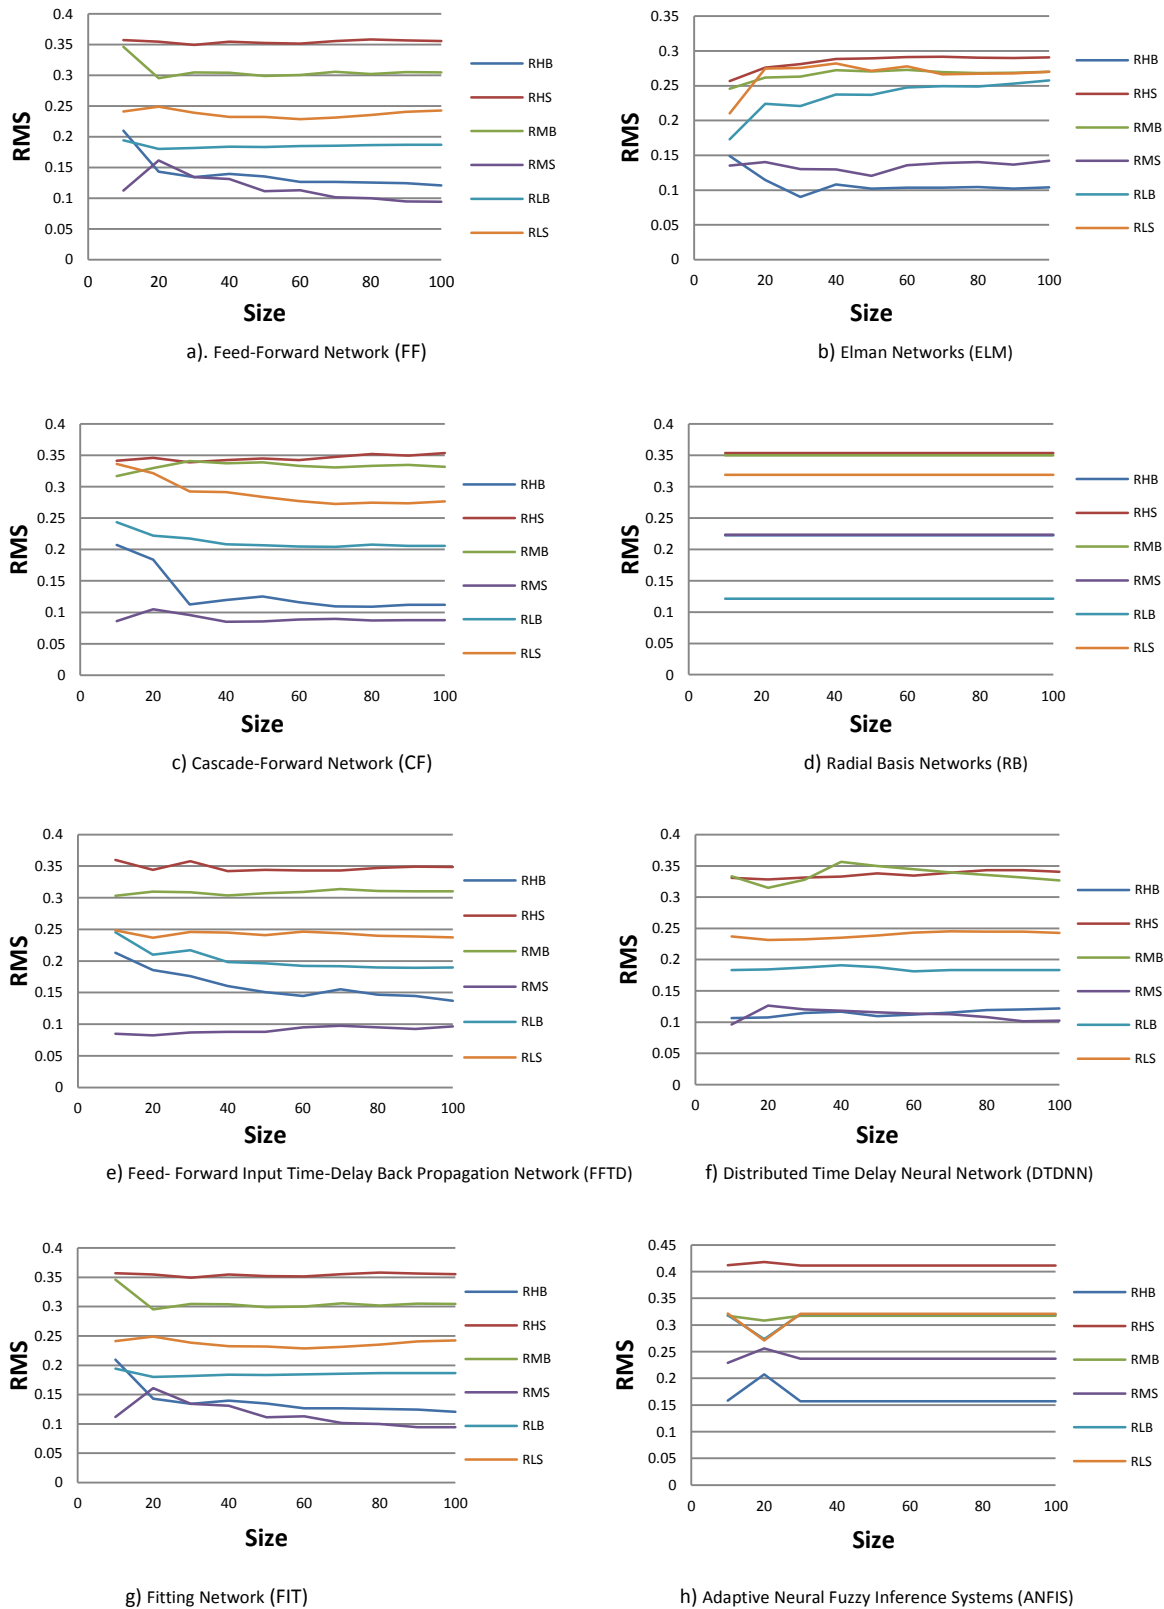 0.4
0.35
0.3
0.25
0.2
0.15
0.1
0.05
0
0 20 40 60 80 100
RMS
Size
RHB
RHS
RMB
RMS
RLB
RLS
a). Feed-Forward Network (FF)
0.35
0.3
0.25
0.2
0.15
0.1
0.05
0
0 20 40 60 80 100
RMS
Size
RHB
RHS
RMB
RMS
RLB
RLS
b) Elman Networks (ELM)
0.4
0.35
0.3
0.25
0.2
0.15
0.1
0.05
0
0 20 40 60 80 100
RMS
Size
RHB
RHS
RMB
RMS
RLB
RLS
c) Cascade-Forward Network (CF)
0.4
0.35
0.3
0.25
0.2
0.15
0.1
0.05
0
0 20 40 60 80 100
RMS
Size
RHB
RHS
RMB
RMS
RLB
RLS
d) Radial Basis Networks (RB)
0.4
0.35
0.3
0.25
0.2
0.15
0.1
0.05
0
0 20 40 60 80 100
RMS
Size
RHB
RHS
RMB
RMS
RLB
RLS
e) Feed- Forward Input Time-Delay Back Propagation Network (FFTD)
0.4
0.35
0.3
0.25
0.2
0.15
0.1
0.05
0
0 20 40 60 80 100
RMS
Size
RHB
RHS
RMB
RMS
RLB
RLS
f) Distributed Time Delay Neural Network (DTDNN)
0.4
0.35
0.3
0.25
0.2
0.15
0.1
0.05
0
0 20 40 60 80 100
RMS
Size
RHB
RHS
RMB
RMS
RLB
RLS
g) Fitting Network (FIT)
0.45
0.4
0.35
0.3
0.25
0.2
0.15
0.1
0.05
0
0 20 40 60 80 100
RMS
Size
RHB
RHS
RMB
RMS
RLB
RLS
h) Adaptive Neural Fuzzy Inference Systems (ANFIS)